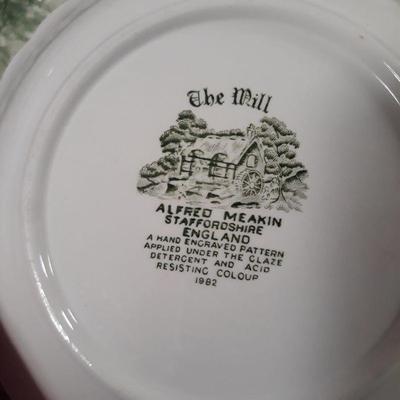 The Mill
ALFRED MEAKIN
STAFFORDSHIRE
ENGLAND
A HAND ENGRAVED PATTERN
APPLIED UNDER THE GLAZE
DETERGENT AND ACID
RESISTING COLOUR
1982